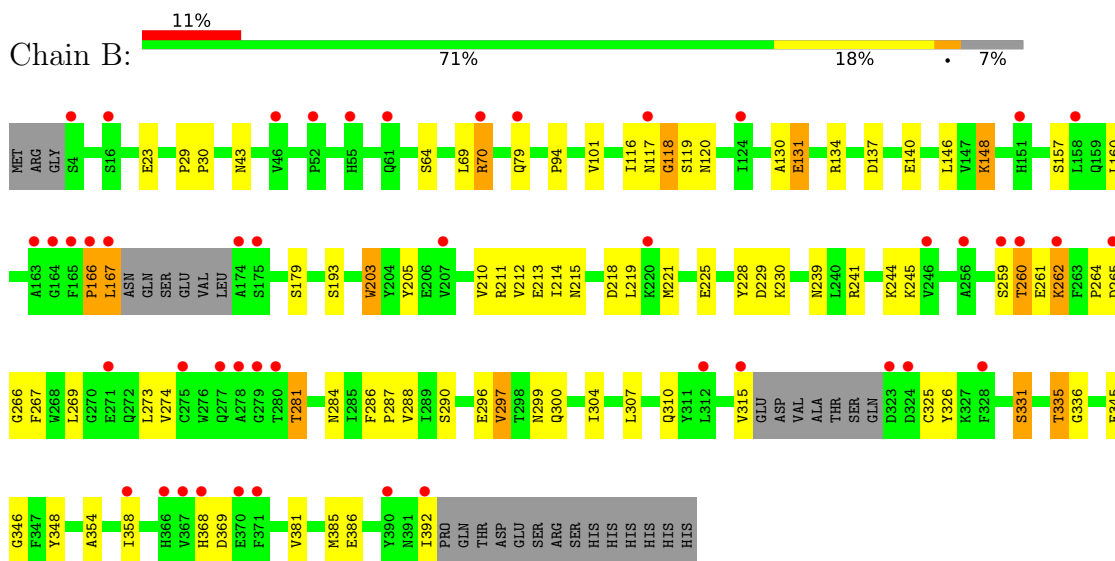 11%
Chain B:
71% 18% • 7%
MET ARG GLY S4 S16 E23 P29 P30 N43 V46 P52 H55 Q61 S64 L69 R70 Q79 P94 V101 I116 N117 G118 S119 N120 I124 A130 E131 R134 D137 E140 L146 V147 K148 H151 S157 L158 Q159 L160
A163 G164 F165 P166 L167 ASN GLN SER GLU VAL LEU A174 S175 S179 S193 W203 Y204 Y205 E206 V207 V210 R211 V212 E213 I214 N215 D218 L219 K220 M221 E225 Y228 D229 K230 N239 L240 R241 K244 K245 V246 A256 S259 T260 E261 K262 F263 P264 D265
G266 F267 W268 L269 G270 E271 Q272 L273 V274 C275 W276 Q277 A278 G279 T280 T281 N284 I285 F286 P287 V288 I289 S290 E296 V297 T298 N299 Q300 I304 L307 Q310 Y311 L312 V315 GLU ASP VAL ALA THR SER GLN D323 D324 C325 Y326 K327 F328 S331 T335 G336 E345
G346 F347 Y348 A354 I358 H366 V367 H368 D369 E370 F371 V381 M385 E386 Y390 N391 I392 PRO GLN THR ASP GLU SER ARG SER HIS HIS HIS HIS HIS HIS